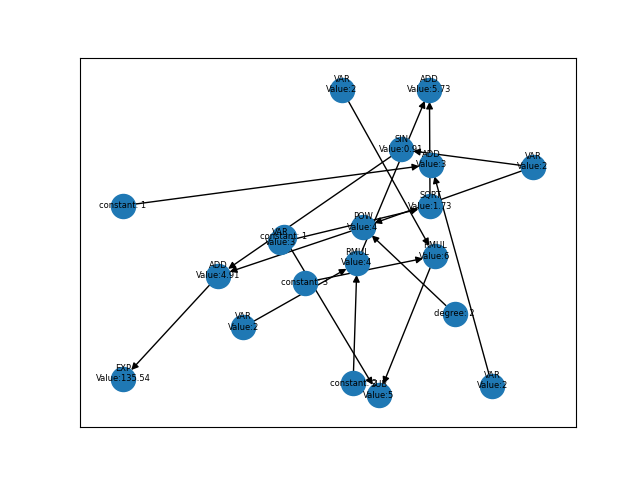 VAR
Value:2
ADD
Value:5.73
SIN
Value:0.91
ADD
Value:3
VAR
Value:2
constant: 1
SQRT
Value:1.73
POW
Value:4
VAR
Value:3
constant: 1
RMUL
Value:6
RMUL
Value:4
ADD
Value:4.91
constant: 3
degree: 2
VAR
Value:2
EXP
Value:135.54
constant:
SUB
Value:5
VAR
Value:2